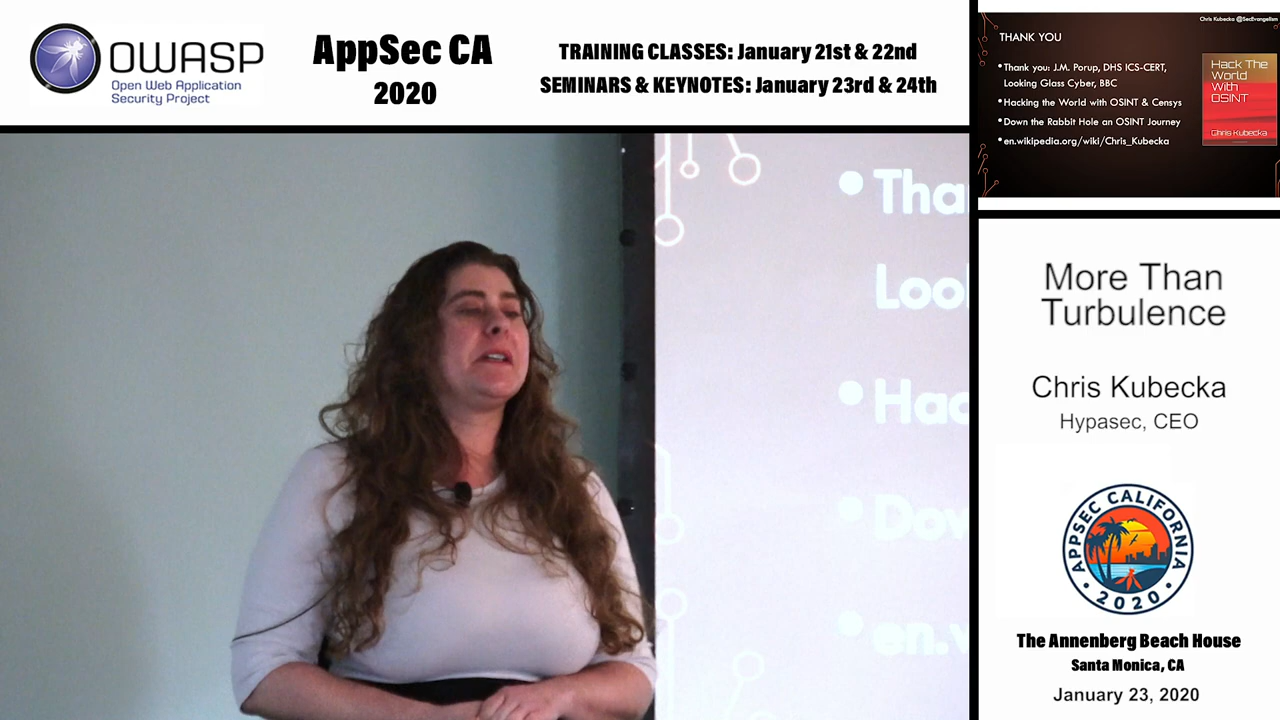 OWASP
Open Web Application
Security Project
AppSec CA
2020
TRAINING CLASSES: January 21st & 22nd
SEMINARS & KEYNOTES: January 23rd & 24th
Chris Kubecka @SecEvangelism
THANK YOU
•Thank you: J.M. Porup, DHS ICS-CERT,
Looking Glass Cyber, BBC
•Hacking the World with OSINT & Censys
•Down the Rabbit Hole an OSINT Journey
•en.wikipedia.org/wiki/Chris_Kubecka
Hack The
World
With
OSINT
Chris Kubecka
•Tha
Loo
•Hac
•Dov
•en.v
More Than
Turbulence
Chris Kubecka
Hypasec, CEO
APPSEC CALIFORNIA
• 2020 •
The Annenberg Beach House
Santa Monica, CA
January 23, 2020